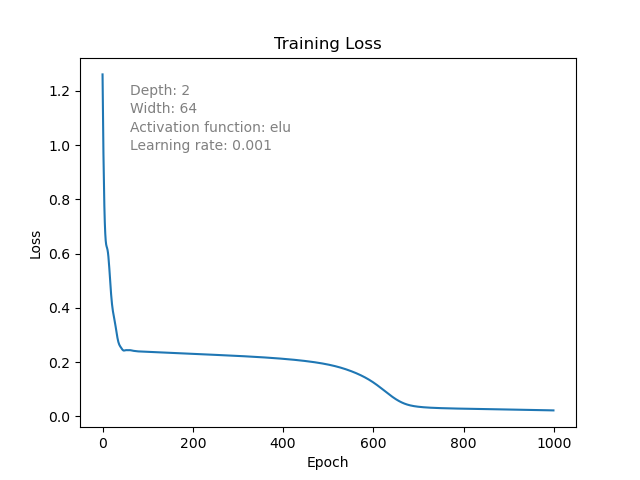 Training Loss
Depth: 2
Width: 64
Activation function: elu
Learning rate: 0.001
Loss
1.2
1.0
0.8
0.6
0.4
0.2
0.0
0 200 400 600 800 1000
Epoch